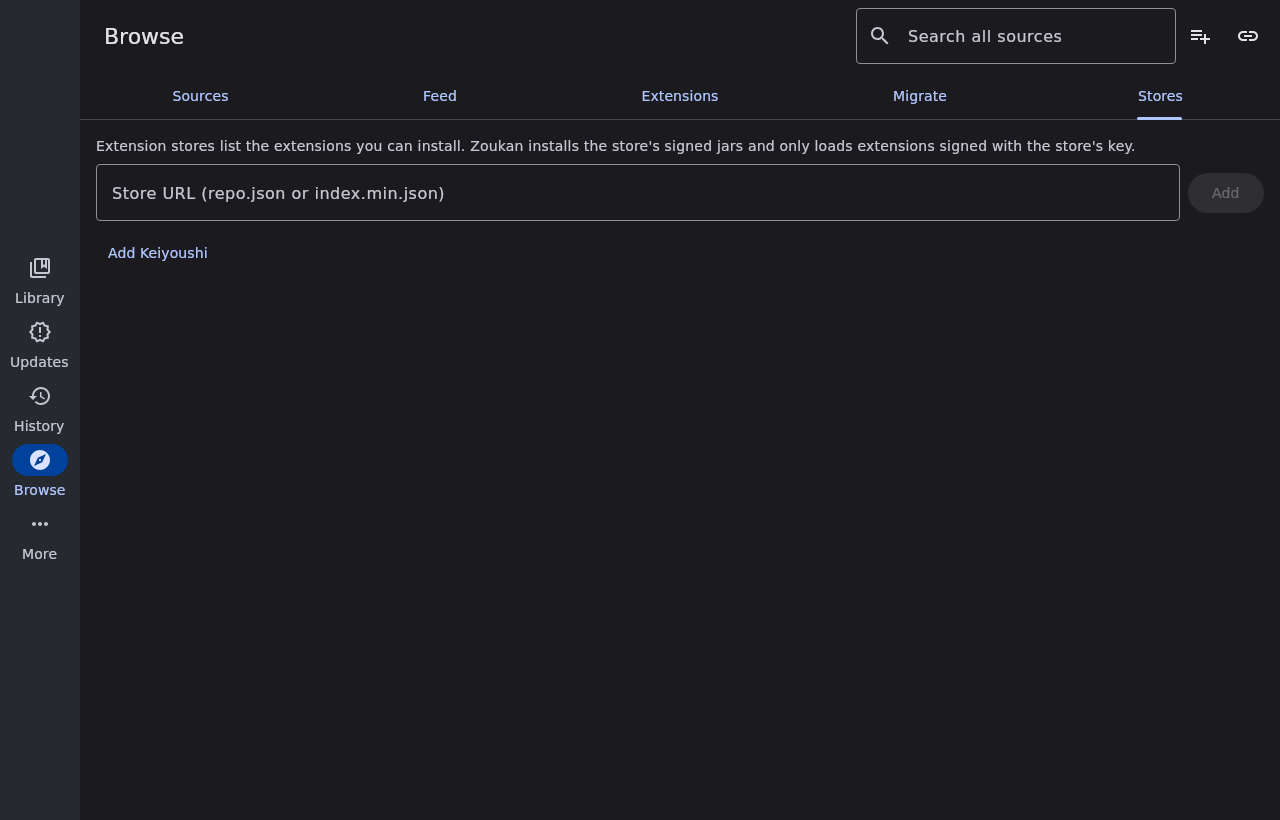 Browse
Search all sources
Sources
Feed
Extensions
Migrate
Stores
Extension stores list the extensions you can install. Zoukan installs the store's signed jars and only loads extensions signed with the store's key.
Store URL (repo.json or index.min.json)
Add
Add Keiyoushi
Library
Updates
History
Browse
More